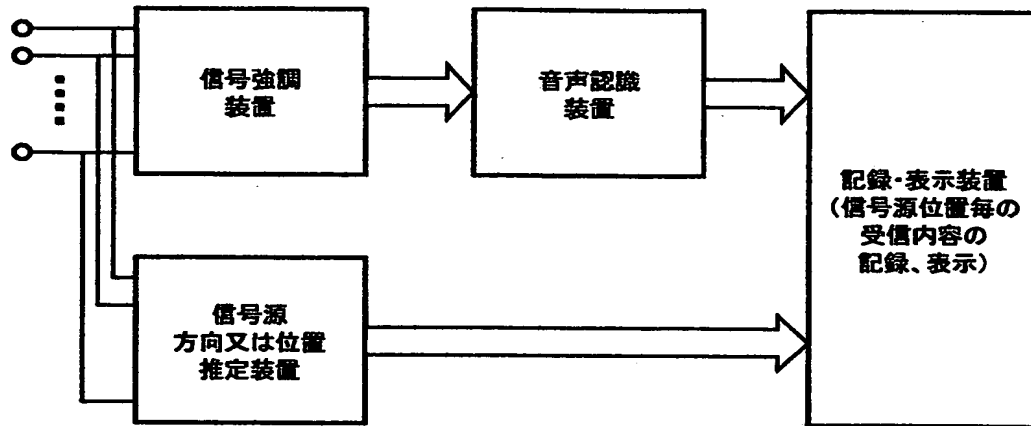 信号強調
装置
音声認識
装置
記録・表示装置
（信号源位置毎の
受信内容の
記録、表示）
信号源
方向又は位置
推定装置